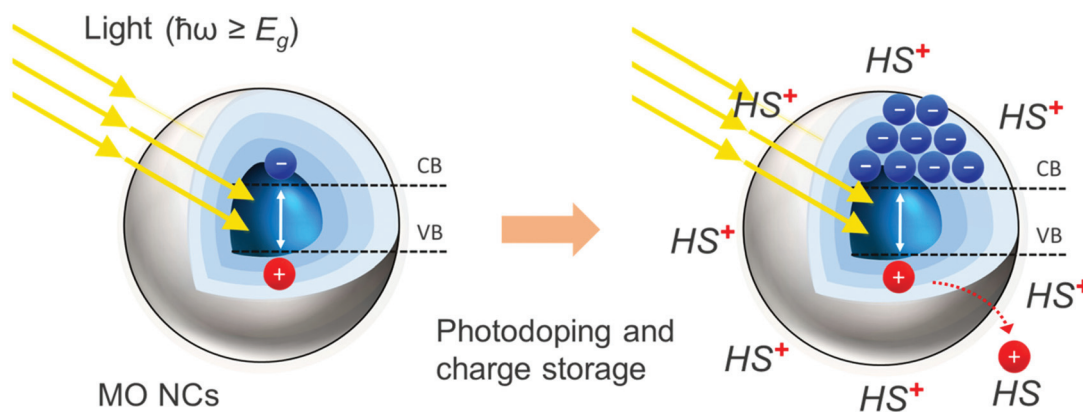 Light (ħω ≥ E_g)
−
CB
VB
+
MO NCs
Photodoping and
charge storage
HS⁺
HS⁺
HS⁺
− −
− − −
− − − −
CB
HS⁺
VB
+
HS⁺
HS⁺
HS⁺
+
HS